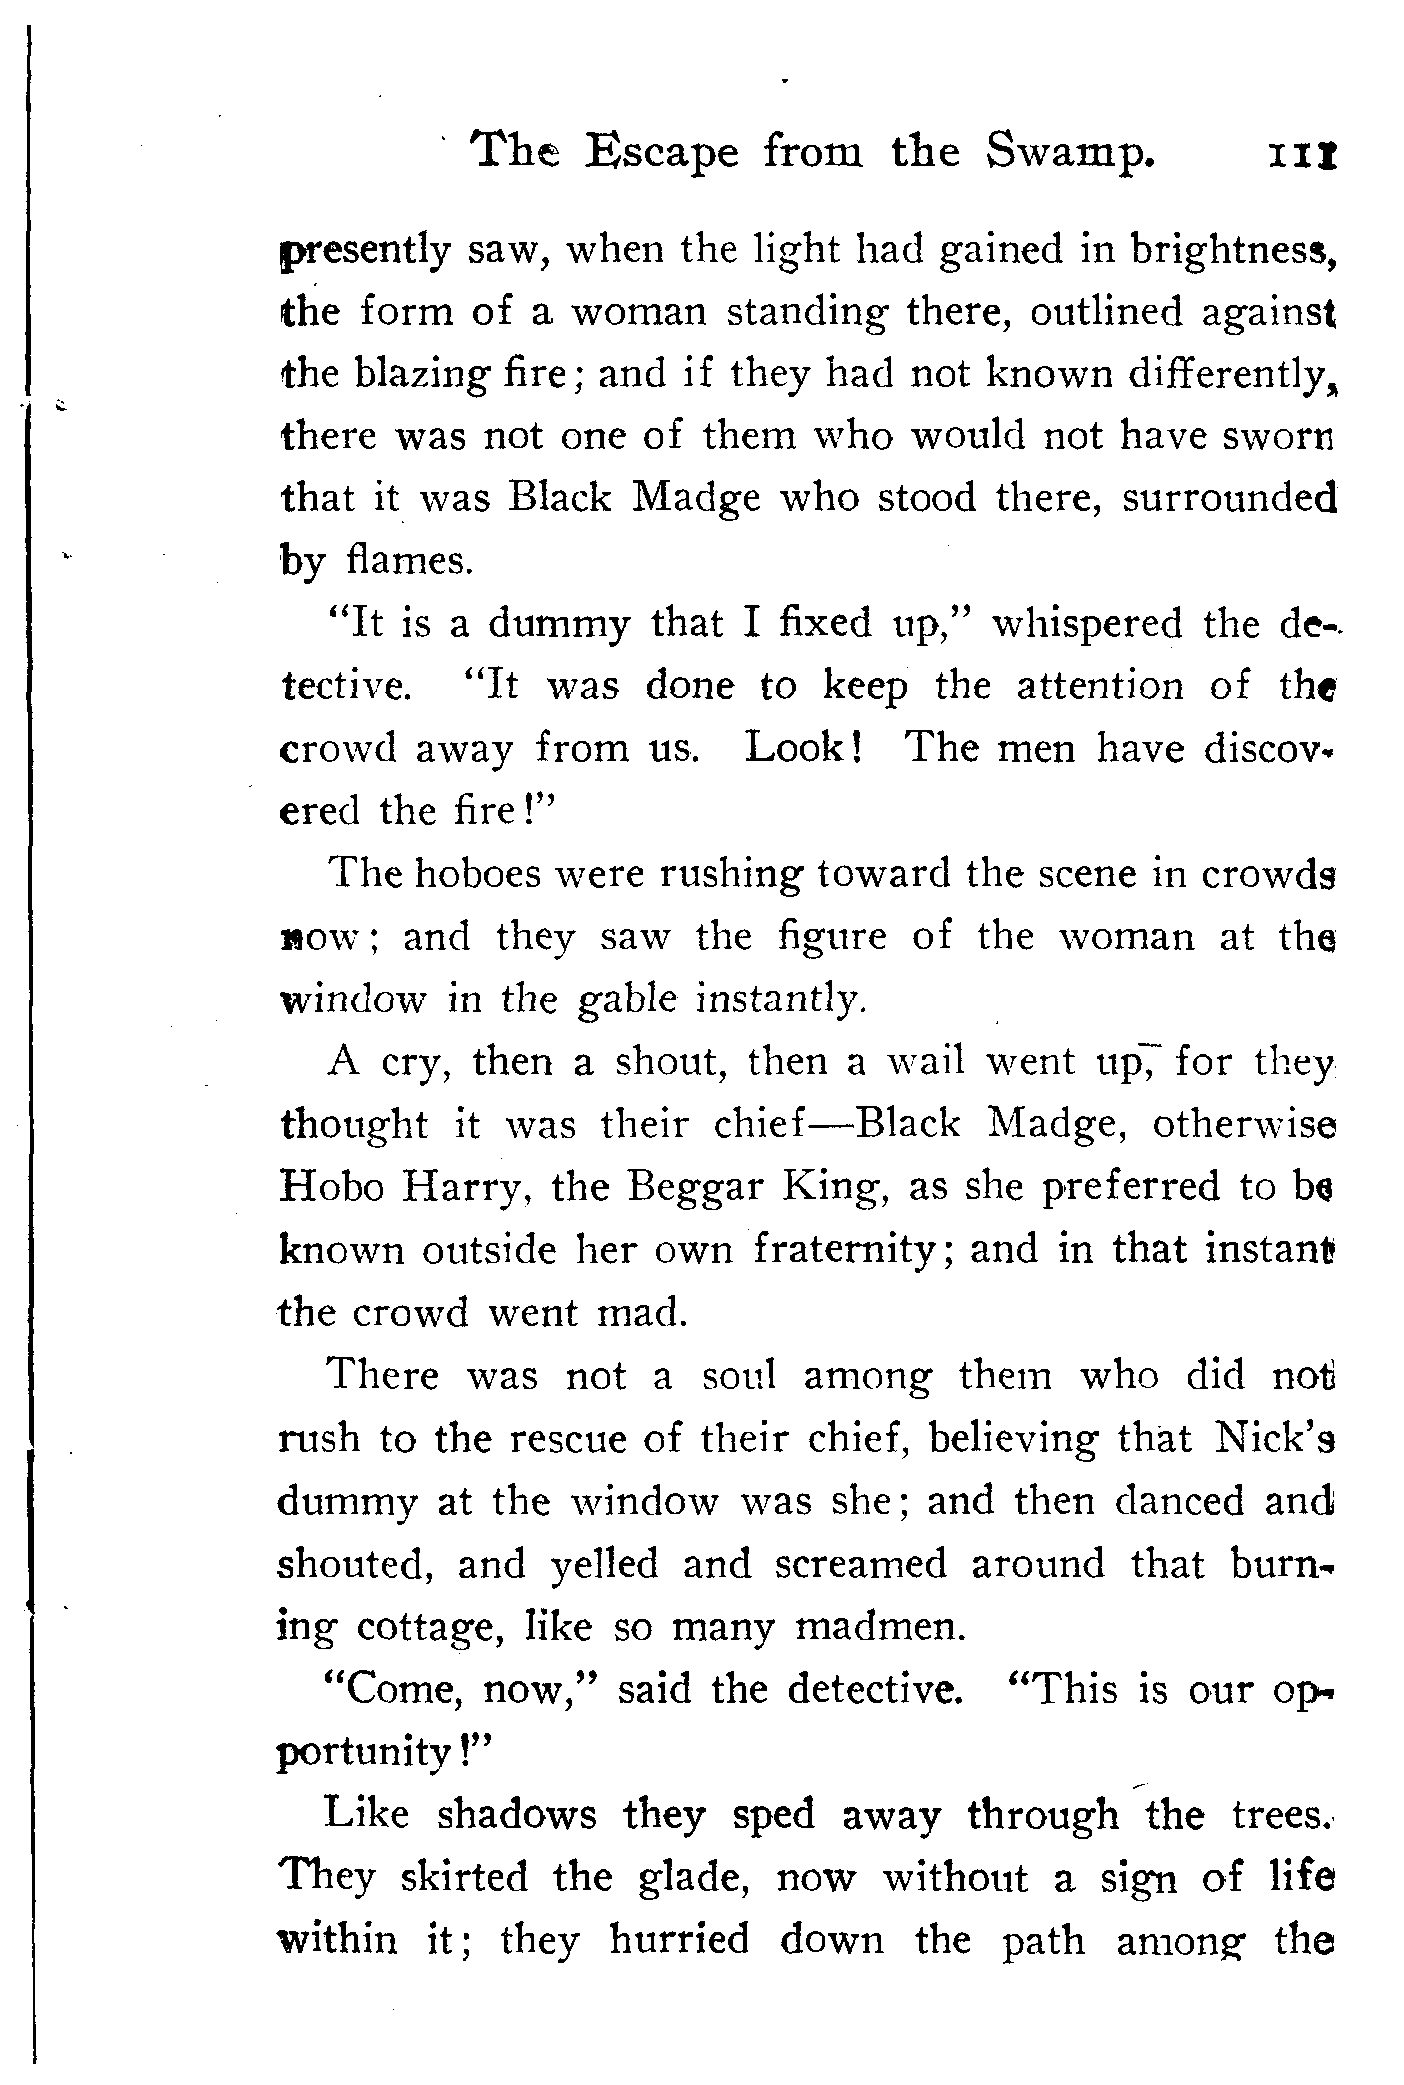 The Escape from the Swamp. 111
presently saw, when the light had gained in brightness,
the form of a woman standing there, outlined against
the blazing fire; and if they had not known differently,
there was not one of them who would not have sworn
that it was Black Madge who stood there, surrounded
by flames.
"It is a dummy that I fixed up," whispered the de-
tective. "It was done to keep the attention of the
crowd away from us. Look! The men have discov-
ered the fire!"
The hoboes were rushing toward the scene in crowds
now; and they saw the figure of the woman at the
window in the gable instantly.
A cry, then a shout, then a wail went up, for they
thought it was their chief—Black Madge, otherwise
Hobo Harry, the Beggar King, as she preferred to be
known outside her own fraternity; and in that instant
the crowd went mad.
There was not a soul among them who did not
rush to the rescue of their chief, believing that Nick's
dummy at the window was she; and then danced and
shouted, and yelled and screamed around that burn-
ing cottage, like so many madmen.
"Come, now," said the detective. "This is our op-
portunity!"
Like shadows they sped away through the trees.
They skirted the glade, now without a sign of life
within it; they hurried down the path among the